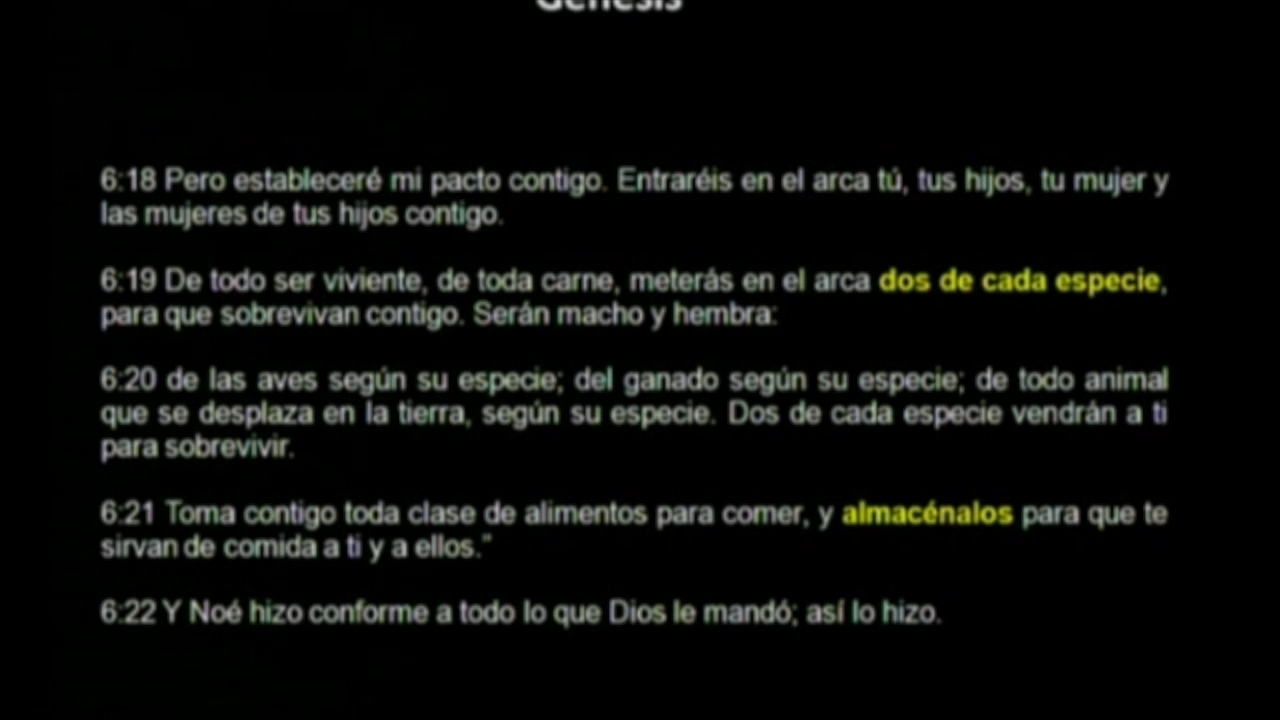 Génesis
6:18 Pero estableceré mi pacto contigo. Entraréis en el arca tú, tus hijos, tu mujer y
las mujeres de tus hijos contigo.
6:19 De todo ser viviente, de toda carne, meterás en el arca dos de cada especie,
para que sobrevivan contigo. Serán macho y hembra:
6:20 de las aves según su especie; del ganado según su especie; de todo animal
que se desplaza en la tierra, según su especie. Dos de cada especie vendrán a ti
para sobrevivir.
6:21 Toma contigo toda clase de alimentos para comer, y almacénalos para que te
sirvan de comida a ti y a ellos."
6:22 Y Noé hizo conforme a todo lo que Dios le mandó; así lo hizo.